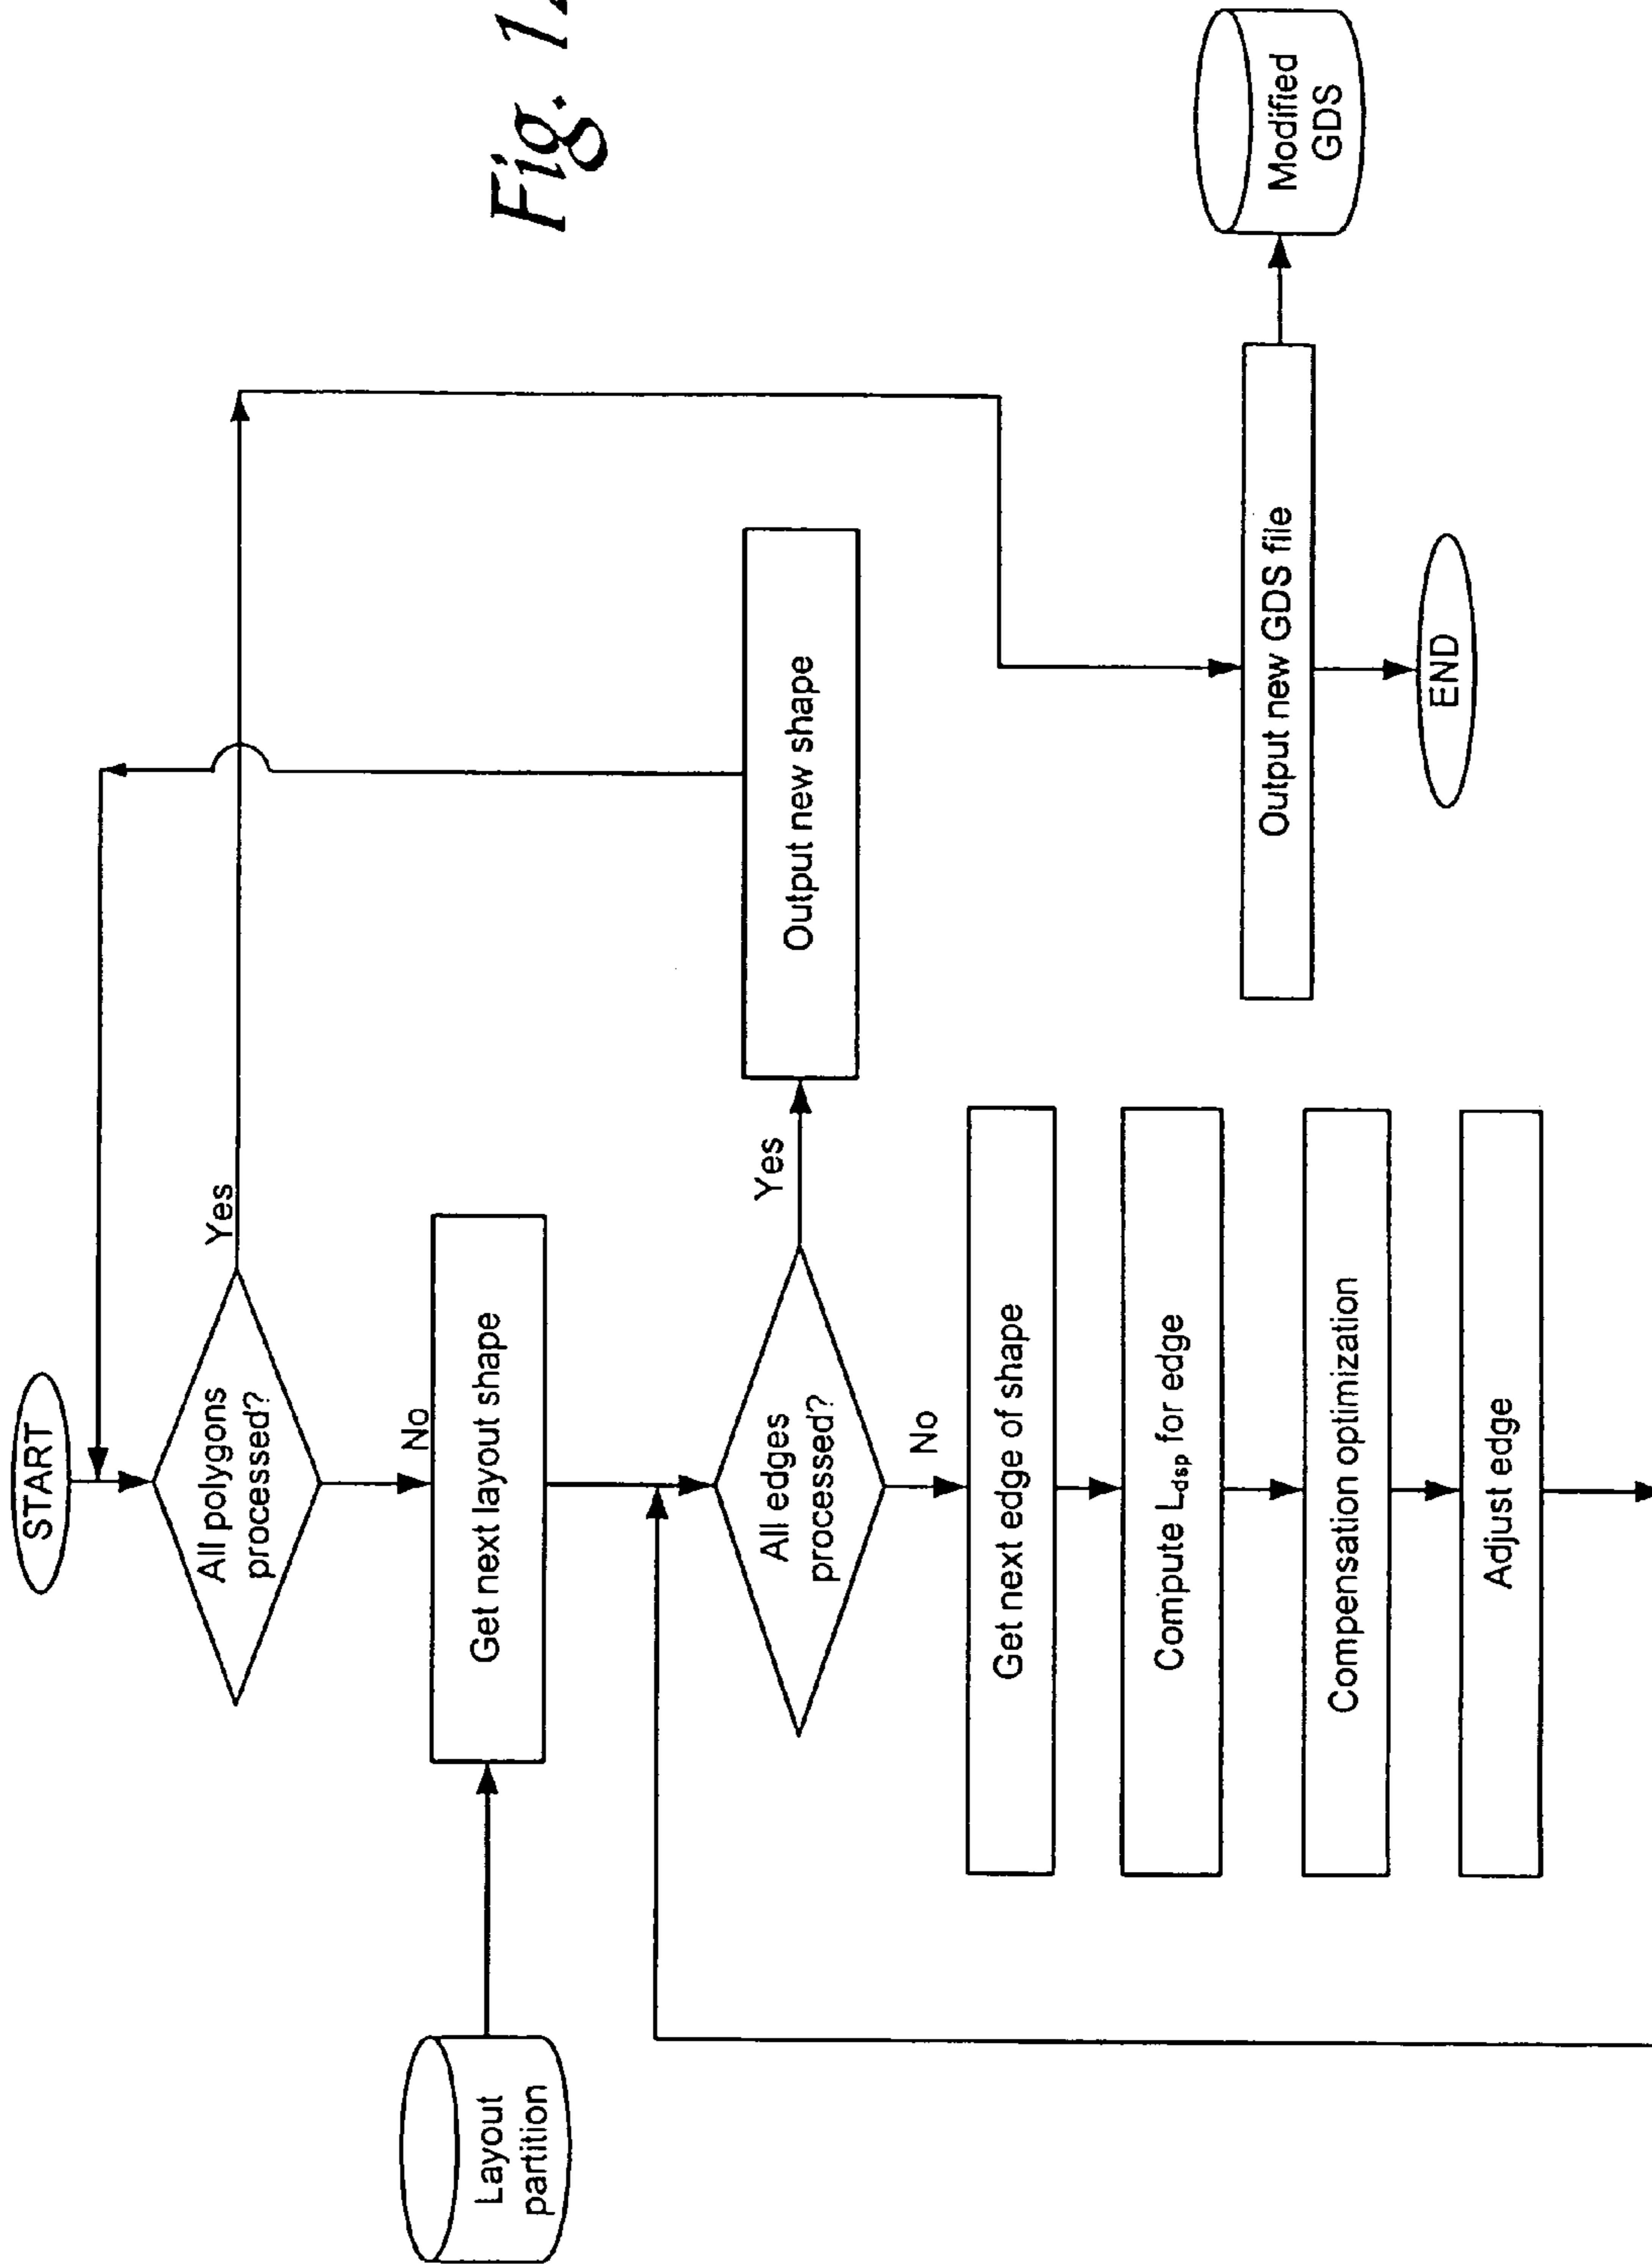 START
All polygons
processed?
Yes
No
Layout
partition
Get next layout shape
All edges
processed?
Yes
Output new shape
No
Get next edge of shape
Compute Ldsp for edge
Compensation optimization
Adjust edge
Output new GDS file
Modified
GDS
END
Fig.